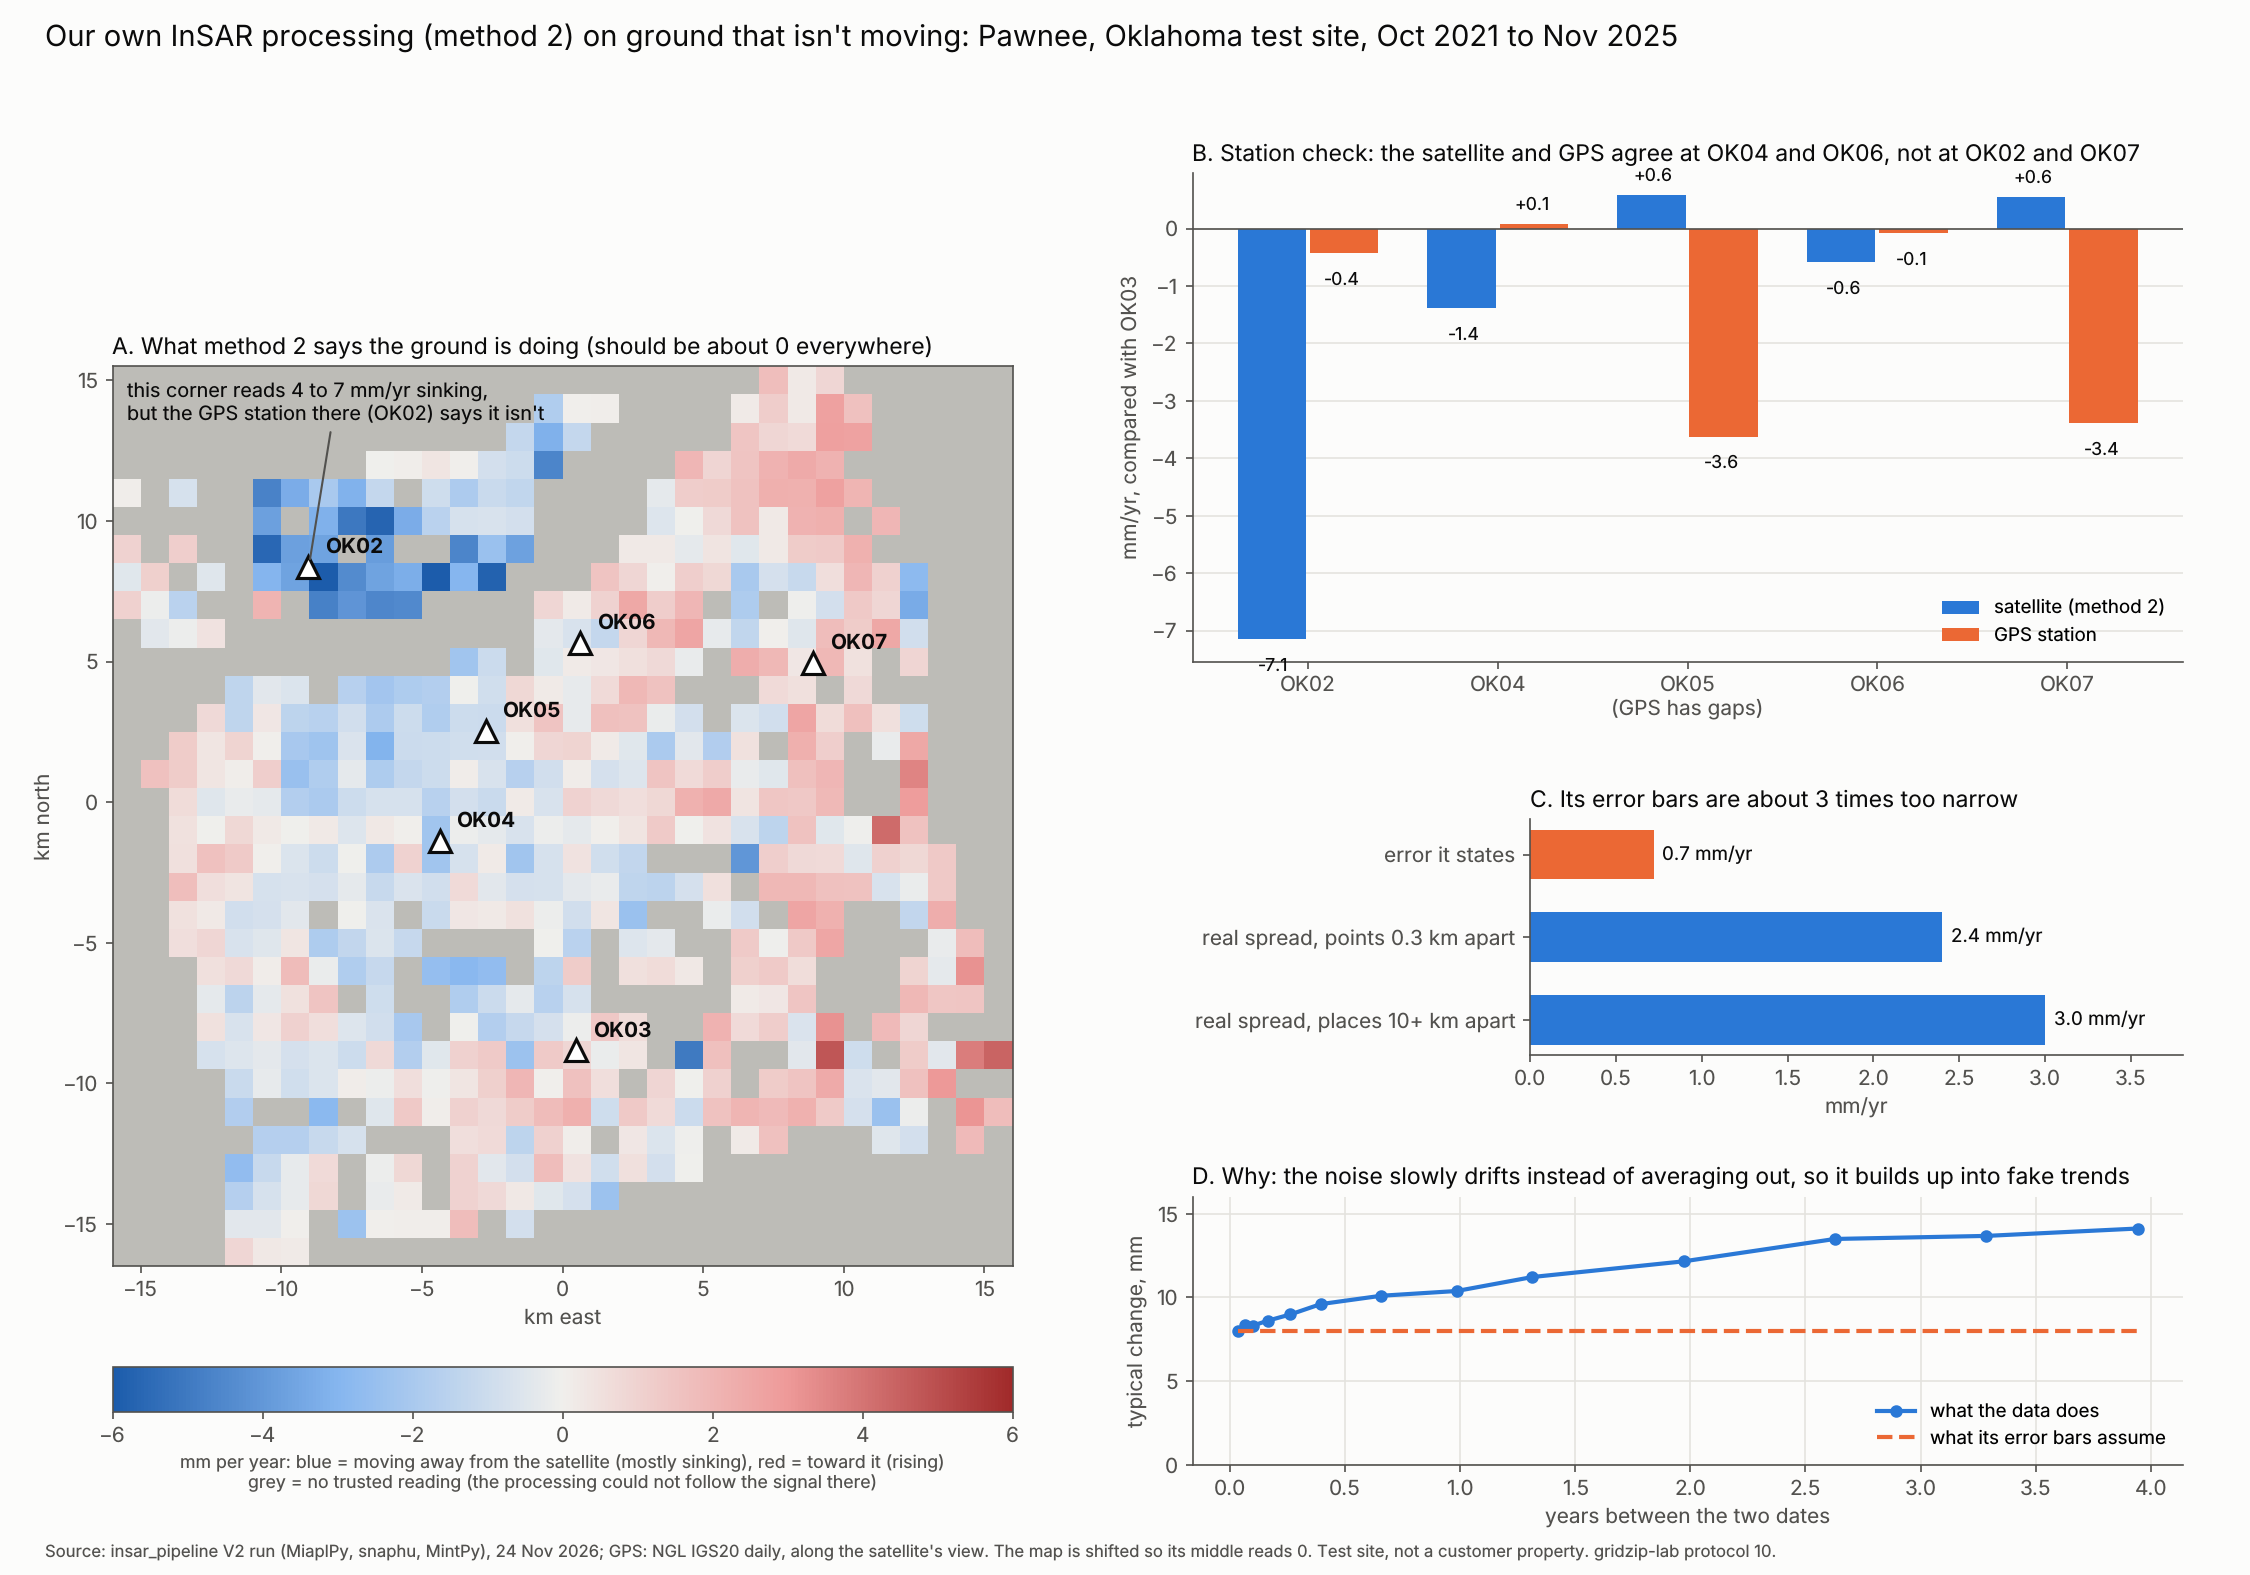 Our own InSAR processing (method 2) on ground that isn't moving: Pawnee, Oklahoma test site, Oct 2021 to Nov 2025
A. What method 2 says the ground is doing (should be about 0 everywhere)
this corner reads 4 to 7 mm/yr sinking,
but the GPS station there (OK02) says it isn't
15
10
5
0
−5
−10
−15
km north
OK02
OK06
OK07
OK05
OK04
OK03
−15
−10
−5
0
5
10
15
km east
−6
−4
−2
0
2
4
6
mm per year: blue = moving away from the satellite (mostly sinking), red = toward it (rising)
grey = no trusted reading (the processing could not follow the signal there)
B. Station check: the satellite and GPS agree at OK04 and OK06, not at OK02 and OK07
mm/yr, compared with OK03
0
−1
−2
−3
−4
−5
−6
−7
-7.1
-0.4
-1.4
+0.1
+0.6
-3.6
-0.6
-0.1
+0.6
-3.4
satellite (method 2)
GPS station
OK02
OK04
OK05
(GPS has gaps)
OK06
OK07
C. Its error bars are about 3 times too narrow
error it states
0.7 mm/yr
real spread, points 0.3 km apart
2.4 mm/yr
real spread, places 10+ km apart
3.0 mm/yr
0.0
0.5
1.0
1.5
2.0
2.5
3.0
3.5
mm/yr
D. Why: the noise slowly drifts instead of averaging out, so it builds up into fake trends
typical change, mm
15
10
5
0
what the data does
what its error bars assume
0.0
0.5
1.0
1.5
2.0
2.5
3.0
3.5
4.0
years between the two dates
Source: insar_pipeline V2 run (MiaplPy, snaphu, MintPy), 24 Nov 2026; GPS: NGL IGS20 daily, along the satellite's view. The map is shifted so its middle reads 0. Test site, not a customer property. gridzip-lab protocol 10.